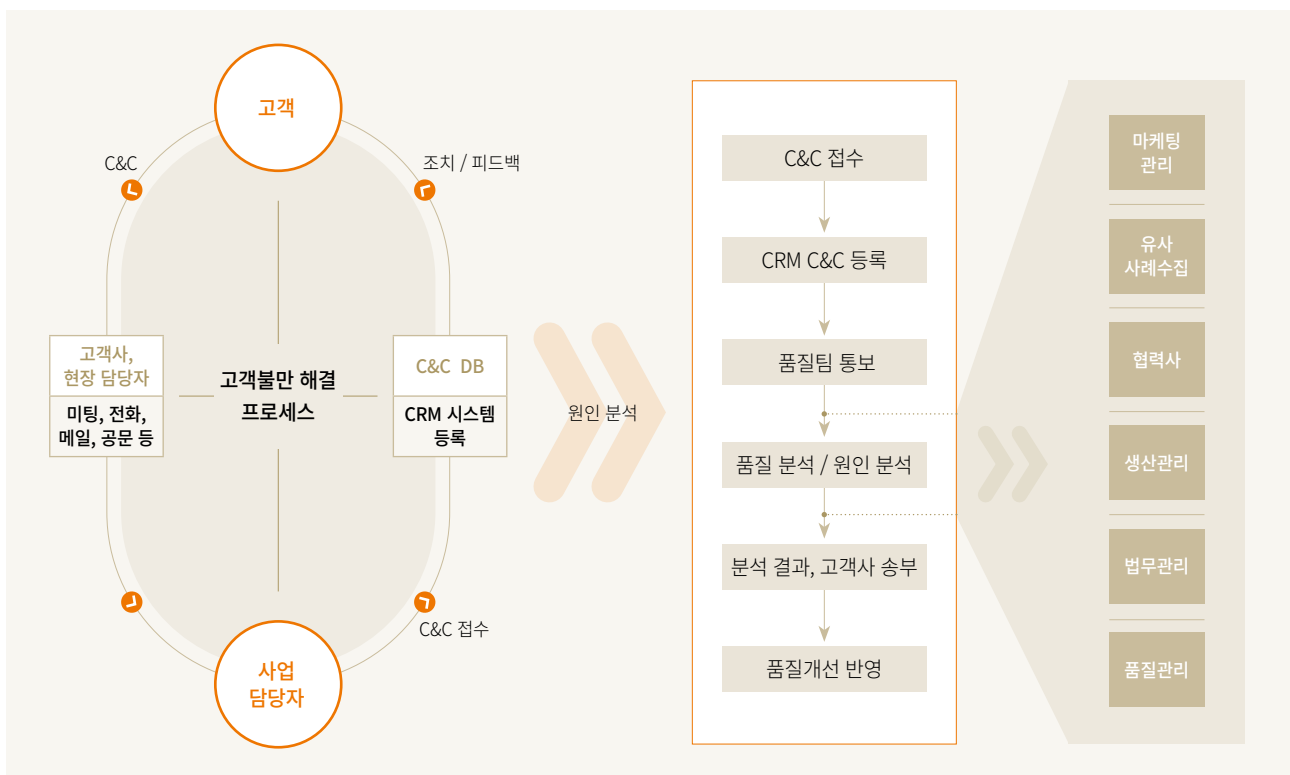 고객
C&C
조치 / 피드백
고객사,
현장 담당자
미팅, 전화,
메일, 공문 등
고객불만 해결
프로세스
C&C DB
CRM 시스템
등록
C&C 접수
사업
담당자
원인 분석
C&C 접수
CRM C&C 등록
품질팀 통보
품질 분석 / 원인 분석
분석 결과, 고객사 송부
품질개선 반영
마케팅
관리
유사
사례수집
협력사
생산관리
법무관리
품질관리